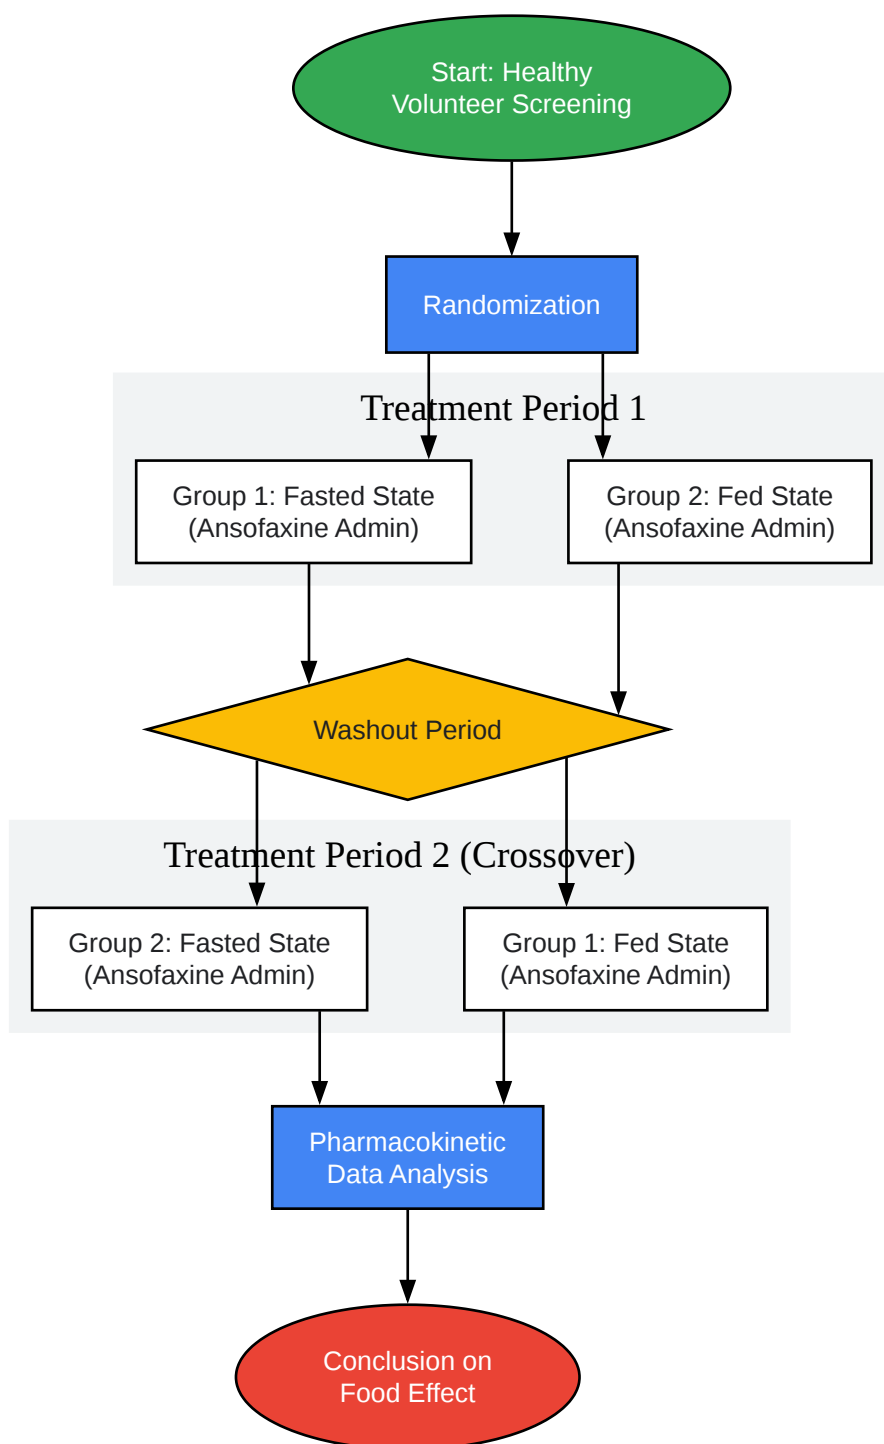 Start: Healthy
Volunteer Screening
Randomization
Treatment Period 1
Group 1: Fasted State
(Ansofaxine Admin)
Group 2: Fed State
(Ansofaxine Admin)
Washout Period
Treatment Period 2 (Crossover)
Group 2: Fasted State
(Ansofaxine Admin)
Group 1: Fed State
(Ansofaxine Admin)
Pharmacokinetic
Data Analysis
Conclusion on
Food Effect